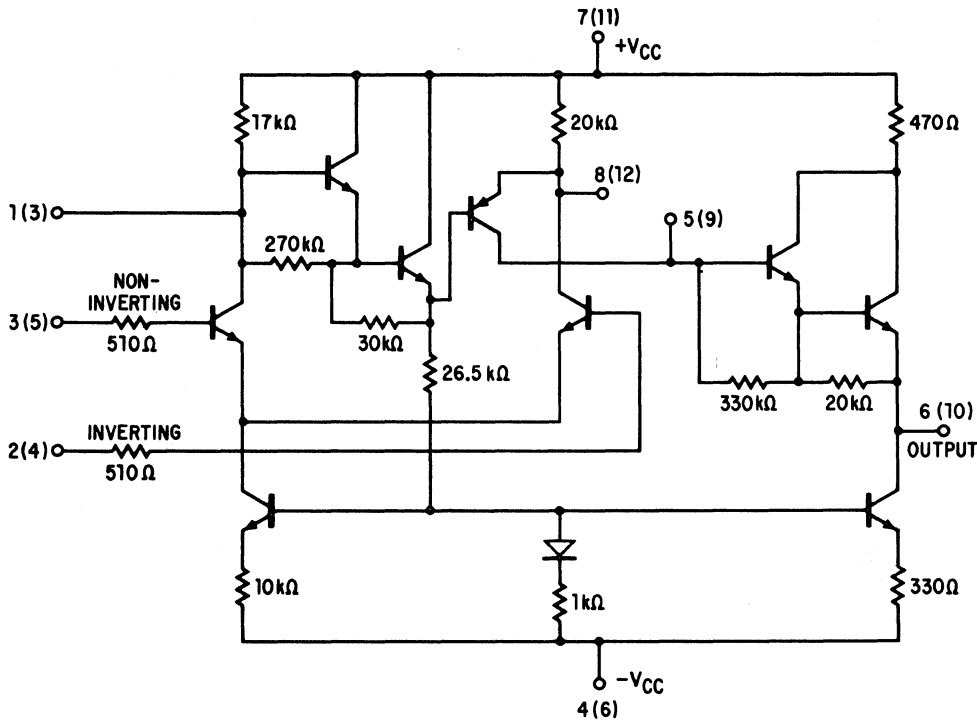 7(11)
+VCC
17kΩ
20kΩ
470Ω
8(12)
1(3)
5(9)
270kΩ
NON-
INVERTING
3(5)
510Ω
30kΩ
26.5kΩ
330kΩ
20kΩ
6(10)
OUTPUT
INVERTING
2(4)
510Ω
10kΩ
1kΩ
330Ω
-VCC
4(6)